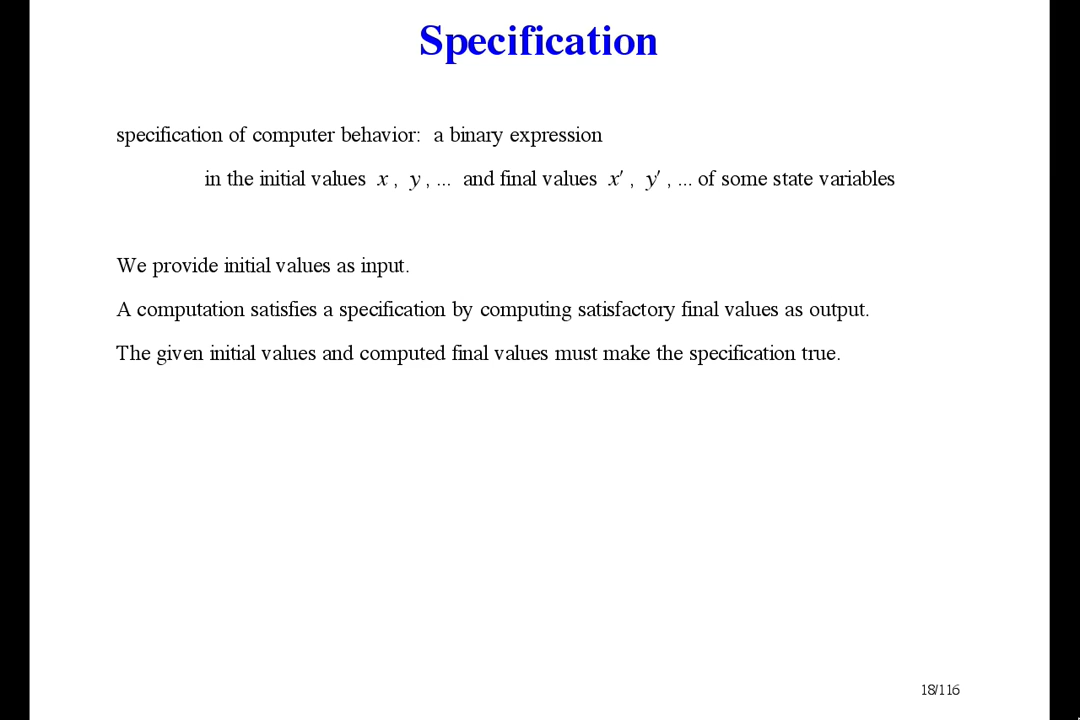 Specification
specification of computer behavior: a binary expression
in the initial values x , y , ... and final values x′ , y′ , ... of some state variables
We provide initial values as input.
A computation satisfies a specification by computing satisfactory final values as output.
The given initial values and computed final values must make the specification true.
18/116